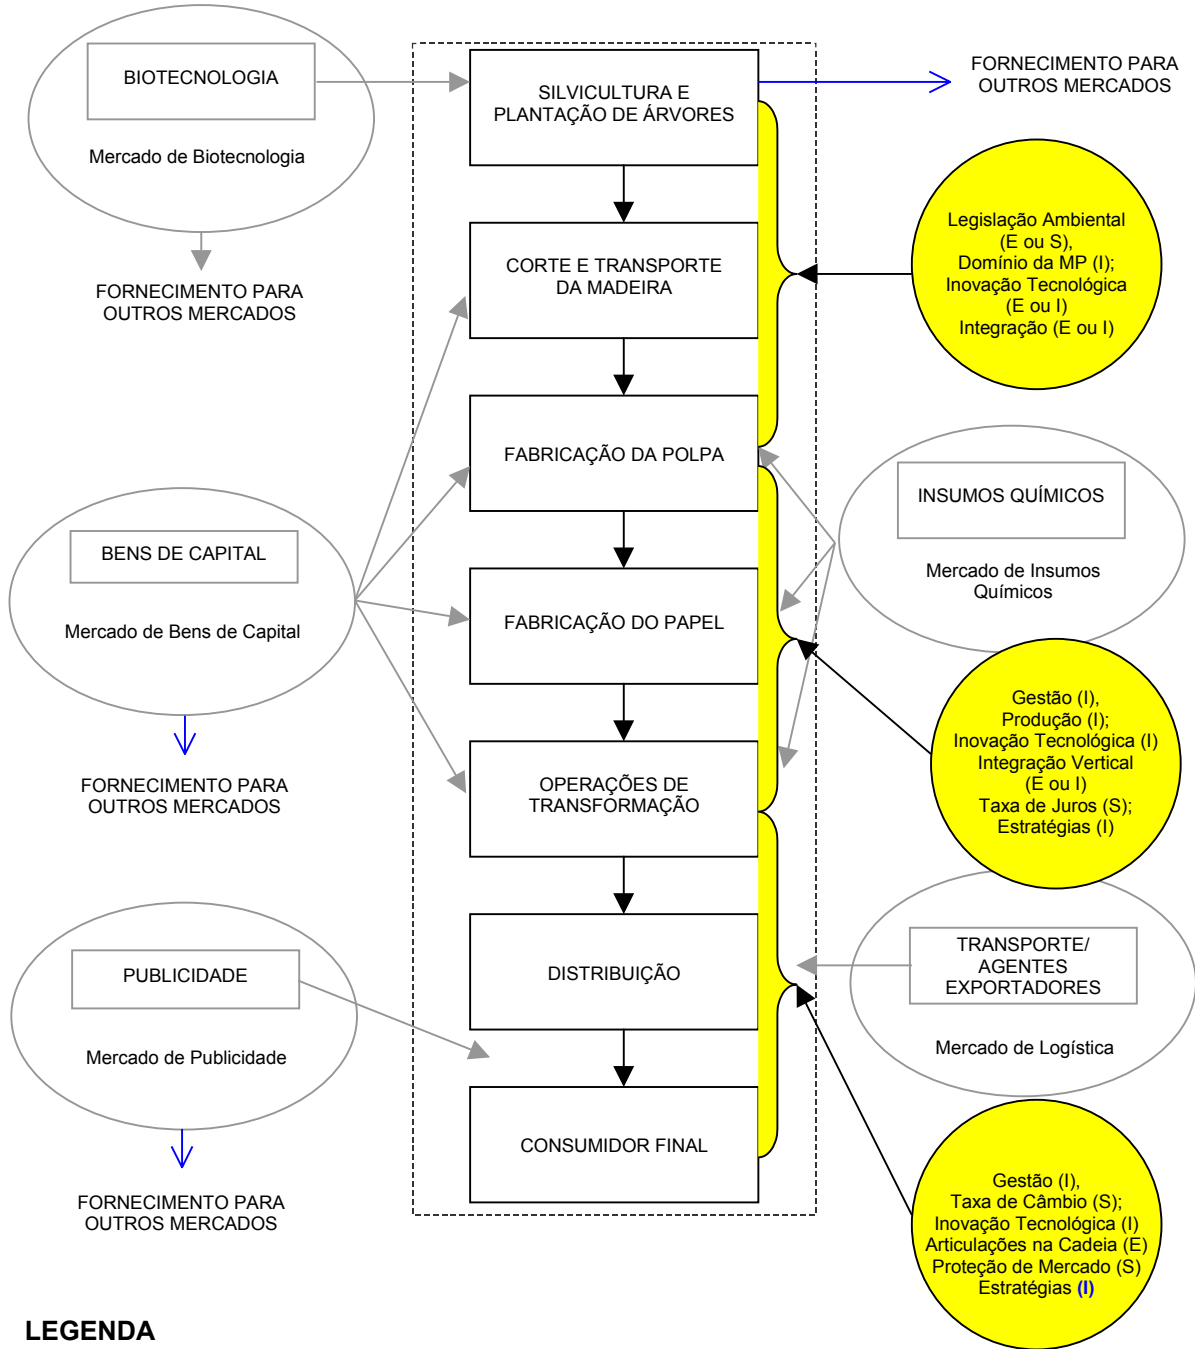 BIOTECNOLOGIA
Mercado de Biotecnologia
FORNECIMENTO PARA
OUTROS MERCADOS
SILVICULTURA E
PLANTAÇÃO DE ÁRVORES
FORNECIMENTO PARA
OUTROS MERCADOS
Legislação Ambiental
(E ou S),
Domínio da MP (I);
Inovação Tecnológica
(E ou I)
Integração (E ou I)
CORTE E TRANSPORTE
DA MADEIRA
FABRICAÇÃO DA POLPA
INSUMOS QUÍMICOS
Mercado de Insumos
Químicos
BENS DE CAPITAL
Mercado de Bens de Capital
FORNECIMENTO PARA
OUTROS MERCADOS
FABRICAÇÃO DO PAPEL
Gestão (I),
Produção (I);
Inovação Tecnológica (I)
Integração Vertical
(E ou I)
Taxa de Juros (S);
Estratégias (I)
OPERAÇÕES DE
TRANSFORMAÇÃO
DISTRIBUIÇÃO
TRANSPORTE/
AGENTES
EXPORTADORES
Mercado de Logística
PUBLICIDADE
Mercado de Publicidade
FORNECIMENTO PARA
OUTROS MERCADOS
CONSUMIDOR FINAL
Gestão (I),
Taxa de Câmbio (S);
Inovação Tecnológica (I)
Articulações na Cadeia (E)
Proteção de Mercado (S)
Estratégias (I)
LEGENDA